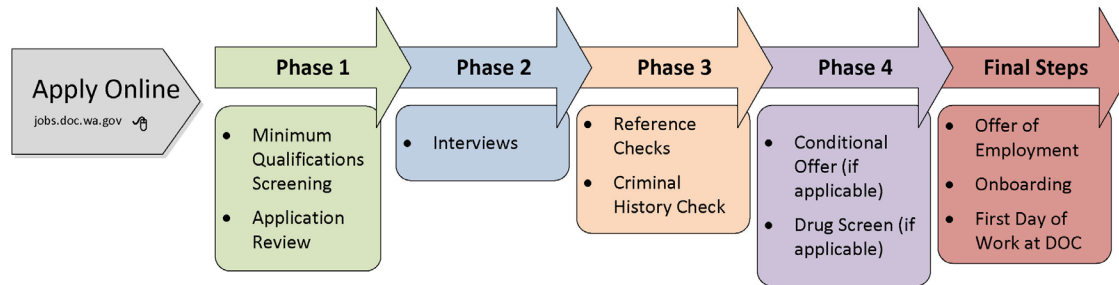 Apply Online
jobs.doc.wa.gov
Phase 1
• Minimum
Qualifications
Screening
• Application
Review
Phase 2
• Interviews
Phase 3
• Reference
Checks
• Criminal
History Check
Phase 4
• Conditional
Offer (if
applicable)
• Drug Screen (if
applicable)
Final Steps
• Offer of
Employment
• Onboarding
• First Day of
Work at DOC